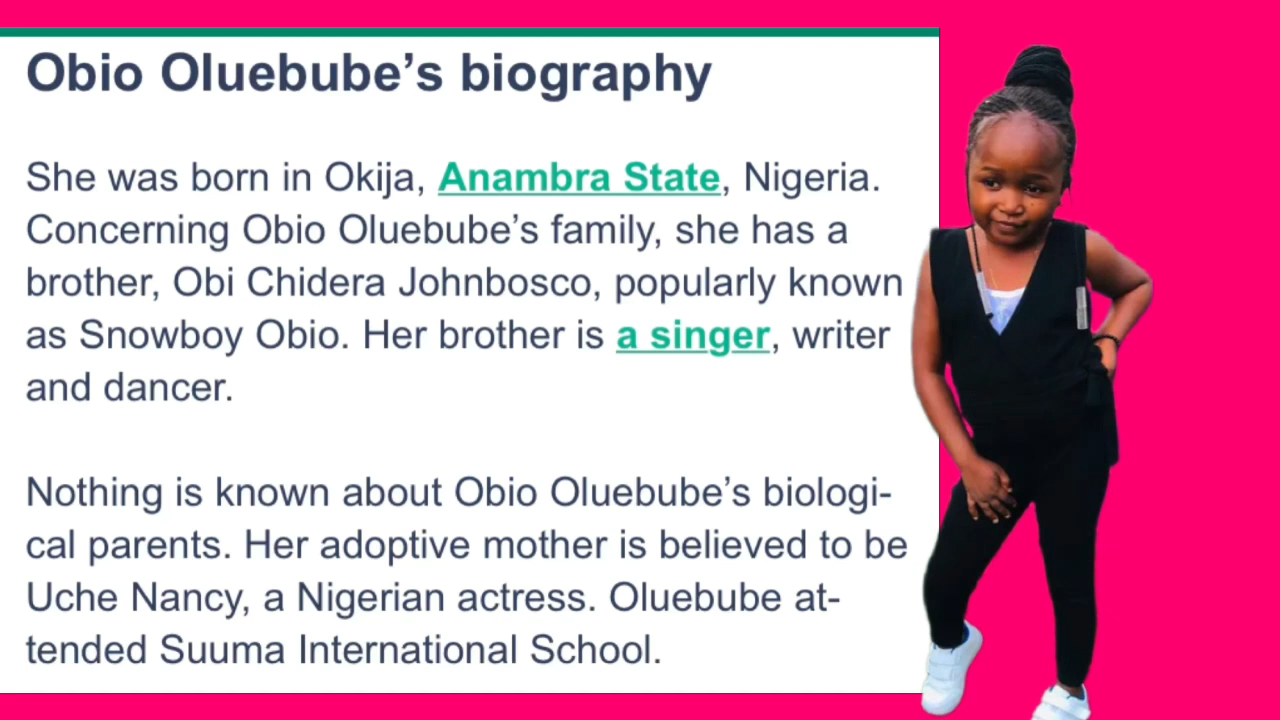 Obio Oluebube’s biography
She was born in Okija, Anambra State, Nigeria.
Concerning Obio Oluebube’s family, she has a
brother, Obi Chidera Johnbosco, popularly known
as Snowboy Obio. Her brother is a singer, writer
and dancer.
Nothing is known about Obio Oluebube’s biologi-
cal parents. Her adoptive mother is believed to be
Uche Nancy, a Nigerian actress. Oluebube at-
tended Suuma International School.